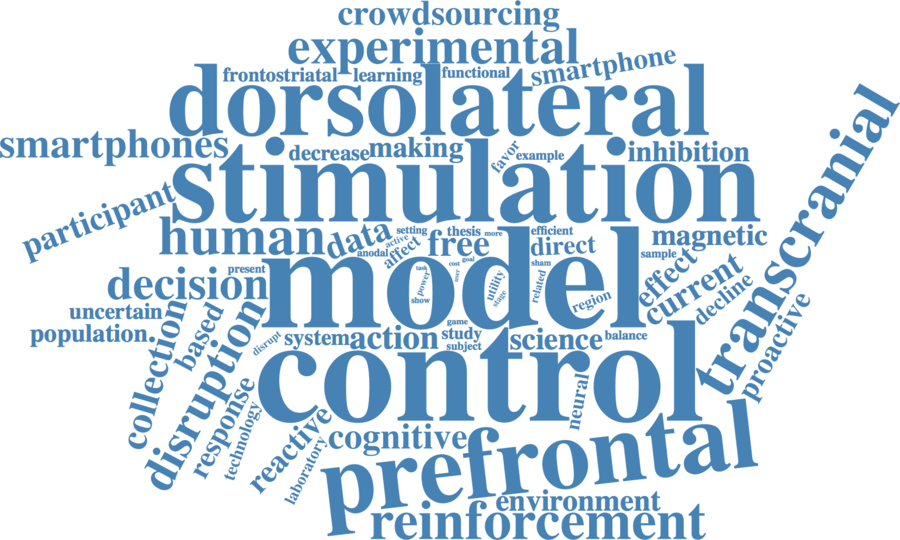 crowdsourcing
experimental
frontostriatal
learning
functional
smartphone
dorsolateral
smartphones
decrease
making
favor
example
inhibition
stimulation
transcranial
participant
human
data
setting
thesis
more
efficient
active
anodal
affect
free
direct
magnetic
sample
effect
decision
present
model
task
power
show
cost
goal
user
utility
stage
sham
related
region
current
decline
proactive
uncertain
population.
collection
based
disruption
disrupt
system
action
game
study
subject
science
balance
control
response
technology
reactive
laboratory
cognitive
neural
prefrontal
environment
reinforcement